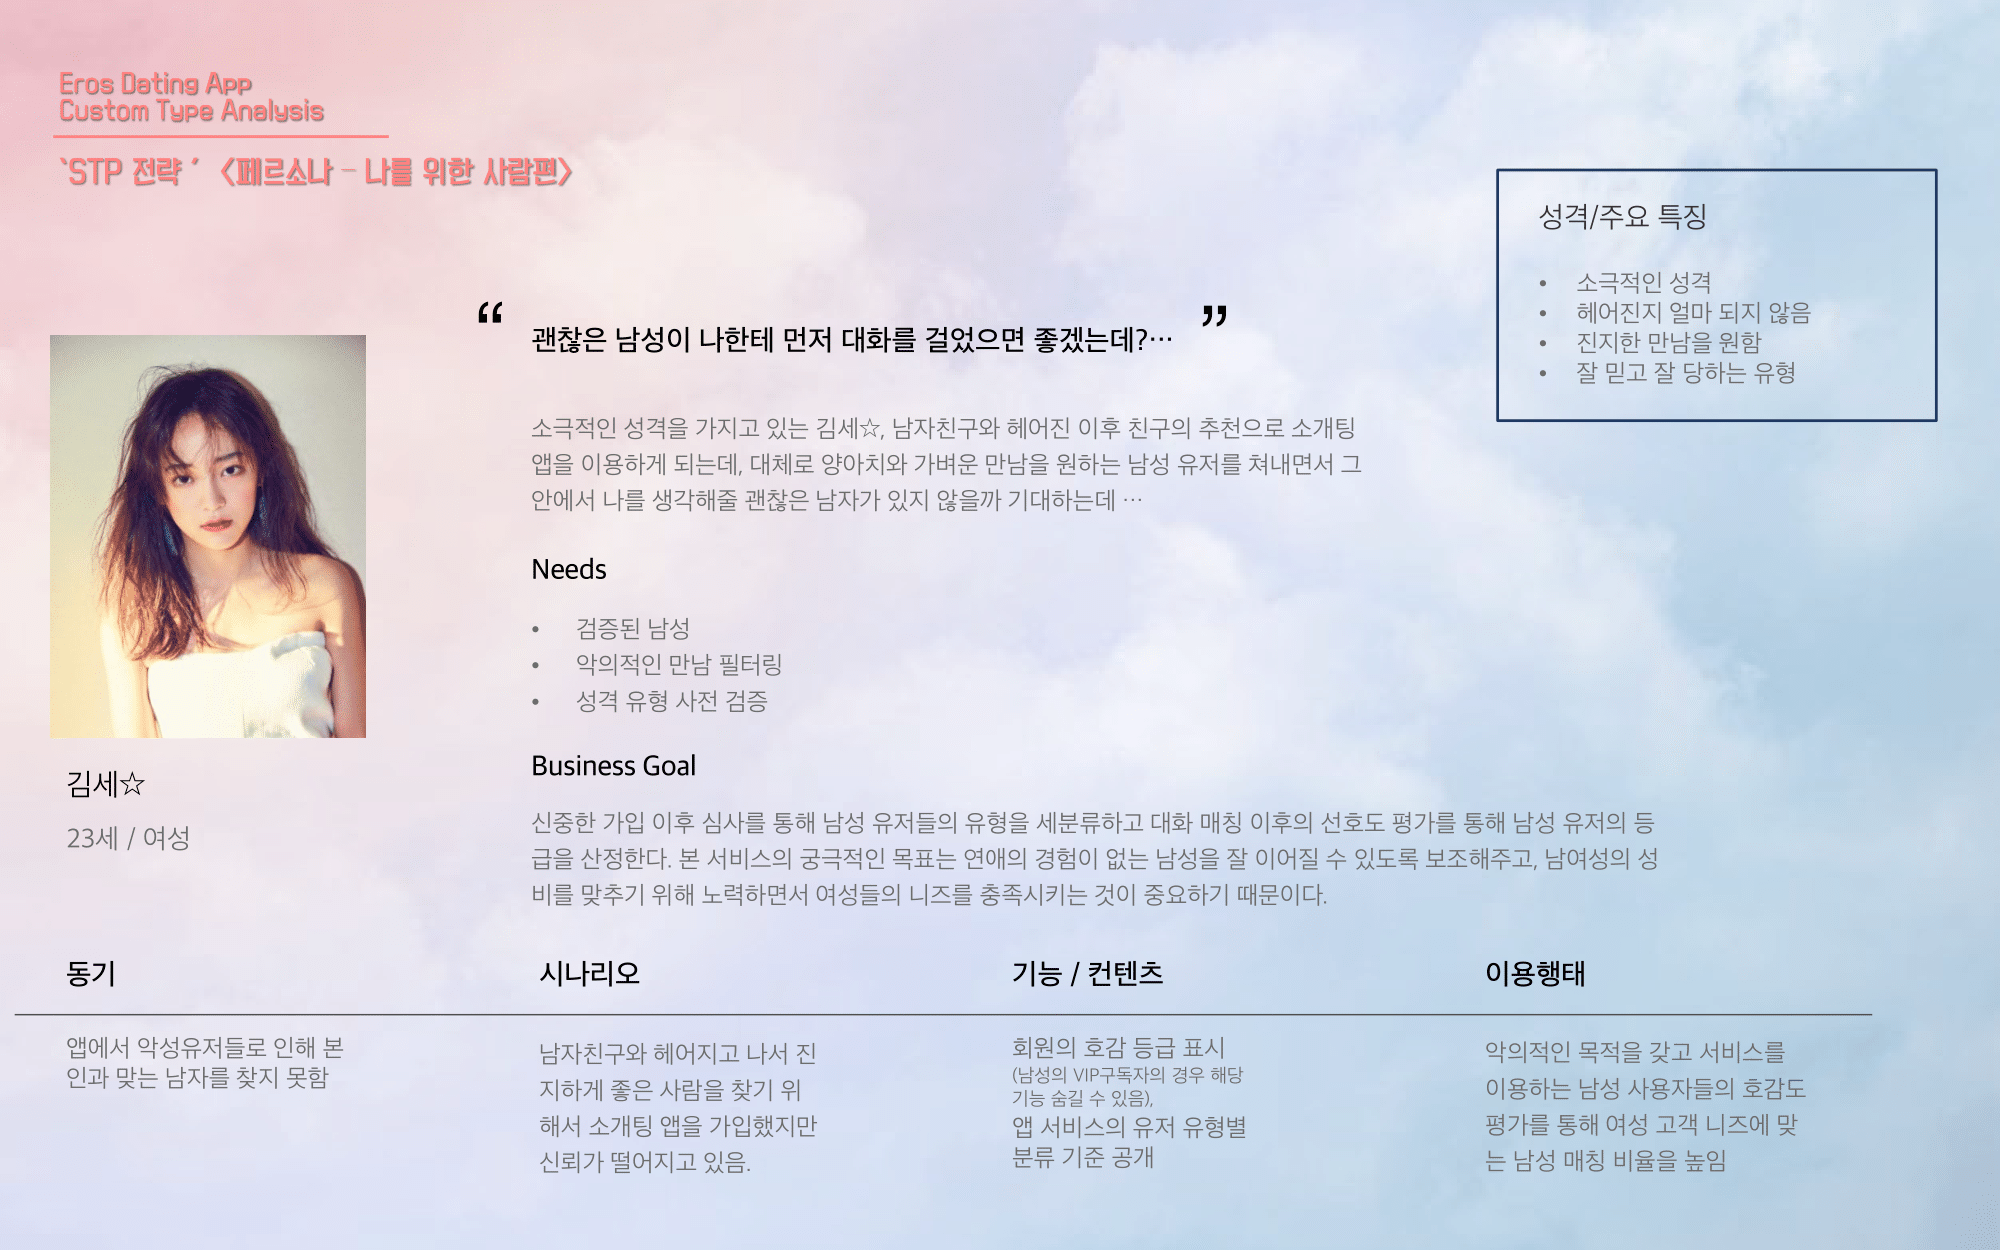 Eros Dating App
Custom Type Analysis
`STP 전략 ′ 〈페르소나 – 나를 위한 사람편〉
성격/주요 특징
• 소극적인 성격
• 헤어진지 얼마 되지 않음
• 진지한 만남을 원함
• 잘 믿고 잘 당하는 유형
“ 괜찮은 남성이 나한테 먼저 대화를 걸었으면 좋겠는데?… ”
소극적인 성격을 가지고 있는 김세☆, 남자친구와 헤어진 이후 친구의 추천으로 소개팅
앱을 이용하게 되는데, 대체로 양아치와 가벼운 만남을 원하는 남성 유저를 쳐내면서 그
안에서 나를 생각해줄 괜찮은 남자가 있지 않을까 기대하는데 …
Needs
• 검증된 남성
• 악의적인 만남 필터링
• 성격 유형 사전 검증
김세☆
23세 / 여성
Business Goal
신중한 가입 이후 심사를 통해 남성 유저들의 유형을 세분류하고 대화 매칭 이후의 선호도 평가를 통해 남성 유저의 등
급을 산정한다. 본 서비스의 궁극적인 목표는 연애의 경험이 없는 남성을 잘 이어질 수 있도록 보조해주고, 남여성의 성
비를 맞추기 위해 노력하면서 여성들의 니즈를 충족시키는 것이 중요하기 때문이다.
동기
앱에서 악성유저들로 인해 본
인과 맞는 남자를 찾지 못함
시나리오
남자친구와 헤어지고 나서 진
지하게 좋은 사람을 찾기 위
해서 소개팅 앱을 가입했지만
신뢰가 떨어지고 있음.
기능 / 컨텐츠
회원의 호감 등급 표시
(남성의 VIP구독자의 경우 해당
기능 숨길 수 있음),
앱 서비스의 유저 유형별
분류 기준 공개
이용행태
악의적인 목적을 갖고 서비스를
이용하는 남성 사용자들의 호감도
평가를 통해 여성 고객 니즈에 맞
는 남성 매칭 비율을 높임